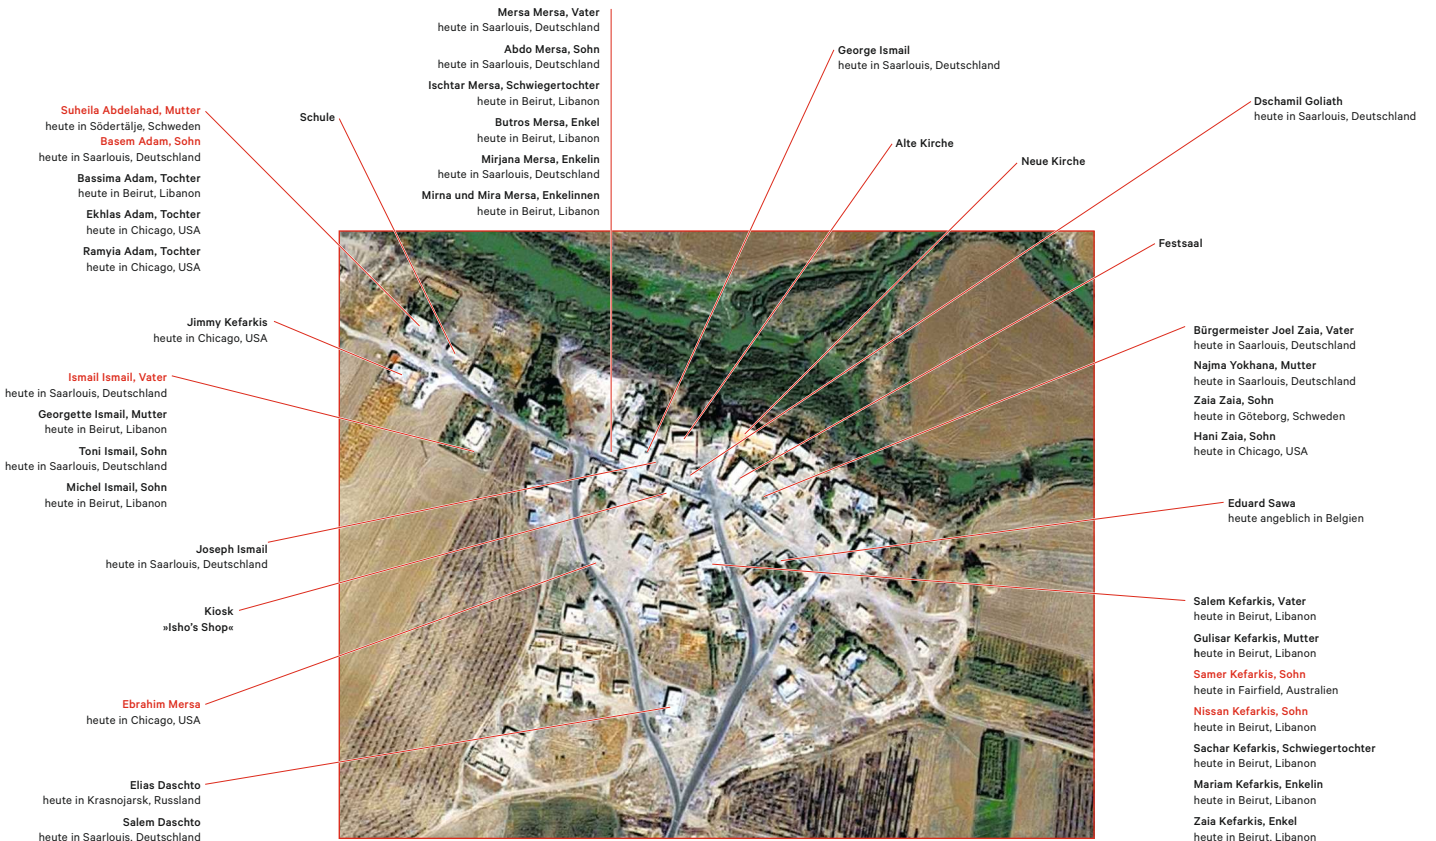 Mersa Mersa, Vater
heute in Saarlouis, Deutschland
Abdo Mersa, Sohn
heute in Saarlouis, Deutschland
Ischtar Mersa, Schwiegertochter
heute in Beirut, Libanon
Butros Mersa, Enkel
heute in Beirut, Libanon
Mirjana Mersa, Enkelin
heute in Saarlouis, Deutschland
Mirna und Mira Mersa, Enkelinnen
heute in Beirut, Libanon
George Ismail
heute in Saarlouis, Deutschland
Dschamil Goliath
heute in Saarlouis, Deutschland
Alte Kirche
Neue Kirche
Festsaal
Schule
Suheila Abdelahad, Mutter
heute in Södertälje, Schweden
Basem Adam, Sohn
heute in Saarlouis, Deutschland
Bassima Adam, Tochter
heute in Beirut, Libanon
Ekhlas Adam, Tochter
heute in Chicago, USA
Ramyia Adam, Tochter
heute in Chicago, USA
Jimmy Kefarkis
heute in Chicago, USA
Ismail Ismail, Vater
heute in Saarlouis, Deutschland
Georgette Ismail, Mutter
heute in Beirut, Libanon
Toni Ismail, Sohn
heute in Saarlouis, Deutschland
Michel Ismail, Sohn
heute in Beirut, Libanon
Joseph Ismail
heute in Saarlouis, Deutschland
Kiosk
»Isho's Shop«
Ebrahim Mersa
heute in Chicago, USA
Elias Daschto
heute in Krasnojarsk, Russland
Salem Daschto
heute in Saarlouis, Deutschland
Bürgermeister Joel Zaia, Vater
heute in Saarlouis, Deutschland
Najma Yokhana, Mutter
heute in Saarlouis, Deutschland
Zaia Zaia, Sohn
heute in Göteborg, Schweden
Hani Zaia, Sohn
heute in Chicago, USA
Eduard Sawa
heute angeblich in Belgien
Salem Kefarkis, Vater
heute in Beirut, Libanon
Gulisar Kefarkis, Mutter
heute in Beirut, Libanon
Samer Kefarkis, Sohn
heute in Fairfield, Australien
Nissan Kefarkis, Sohn
heute in Beirut, Libanon
Sachar Kefarkis, Schwiegertochter
heute in Beirut, Libanon
Mariam Kefarkis, Enkelin
heute in Beirut, Libanon
Zaia Kefarkis, Enkel
heute in Beirut, Libanon